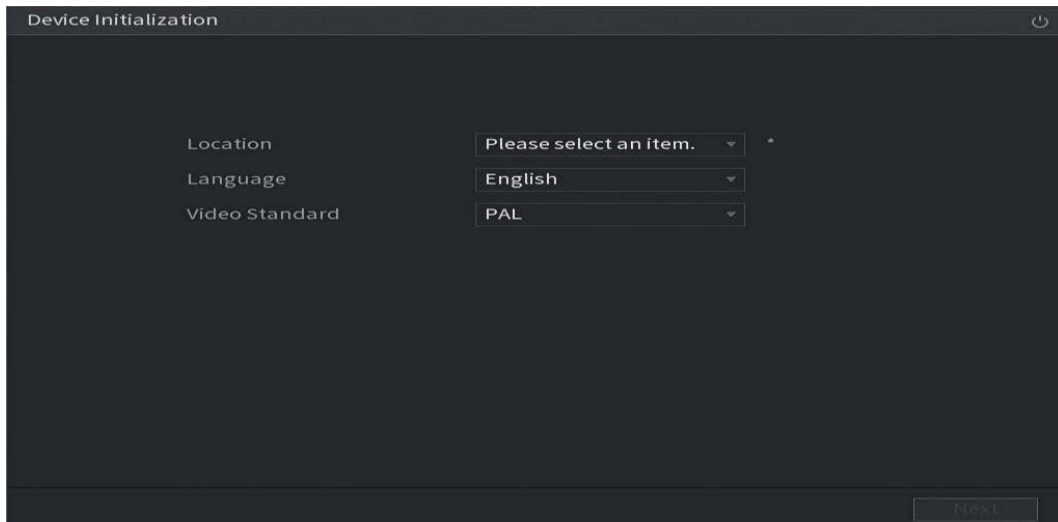 Device Initialization
Location Please select an item. *
Language English
Video Standard PAL
Next